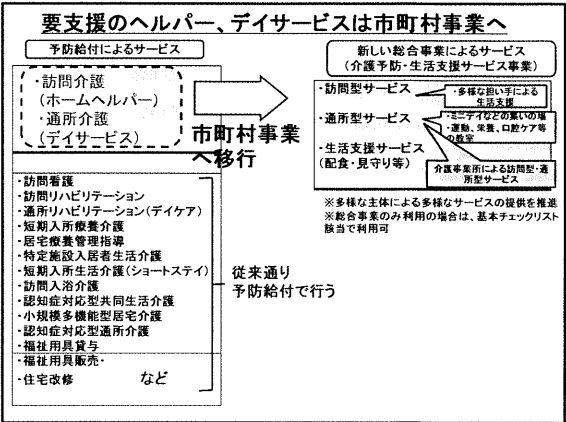 要支援のヘルパー、デイサービスは市町村事業へ
予防給付によるサービス
・訪問介護
(ホームヘルパー)
・通所介護
(デイサービス)
市町村事業
へ移行
新しい総合事業によるサービス
(介護予防・生活支援サービス事業)
・訪問型サービス
・多様な担い手による
生活支援
・通所型サービス
・ミニデイなどの集いの場
・運動、栄養、口腔ケア等
の教室
・生活支援サービス
(配食・見守り等)
介護事業所による訪問型・通
所型サービス
※多様な主体による多様なサービスの提供を推進
※総合事業のみ利用の場合は、基本チェックリスト
該当で利用可
・訪問看護
・訪問リハビリテーション
・通所リハビリテーション(デイケア)
・短期入所療養介護
・居宅療養管理指導
・特定施設入居者生活介護
・短期入所生活介護(ショートステイ)
・訪問入浴介護
・認知症対応型共同生活介護
・小規模多機能型居宅介護
・認知症対応型通所介護
・福祉用具貸与
・福祉用具販売・
・住宅改修 など
従来通り
予防給付で行う